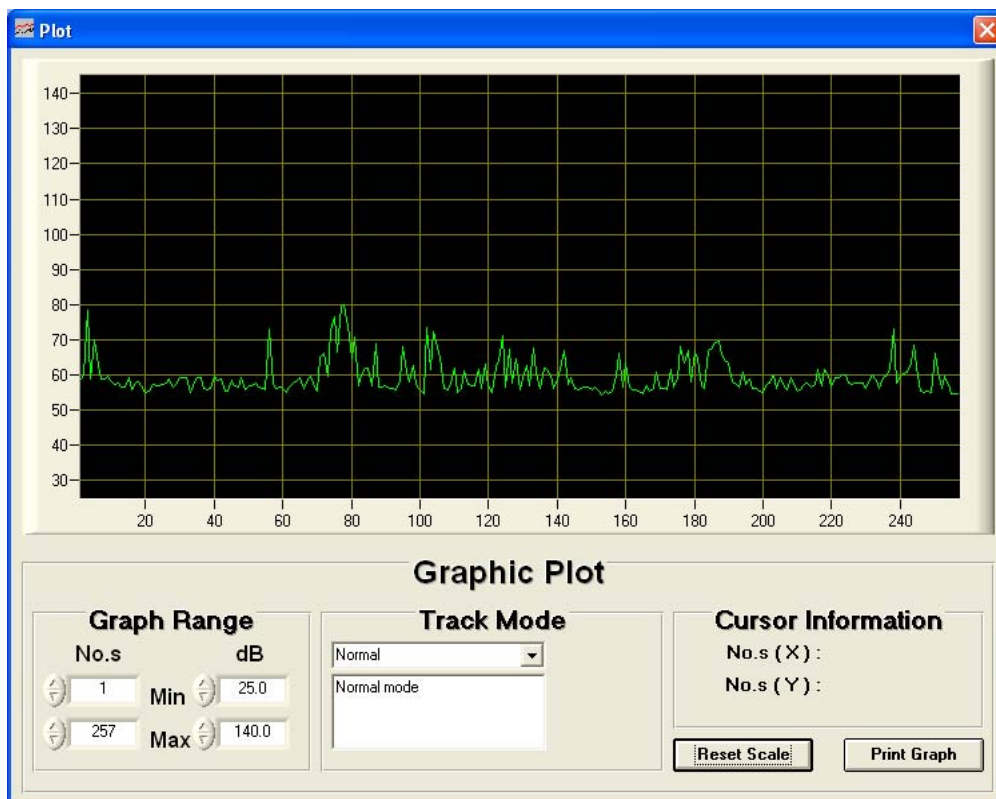 Plot
140
130
120
110
100
90
80
70
60
50
40
30
20 40 60 80 100 120 140 160 180 200 220 240
Graphic Plot
Graph Range
No.s dB
1 Min 25.0
257 Max 140.0
Track Mode
Normal
Normal mode
Cursor Information
No.s ( X ) :
No.s ( Y ) :
Reset Scale Print Graph